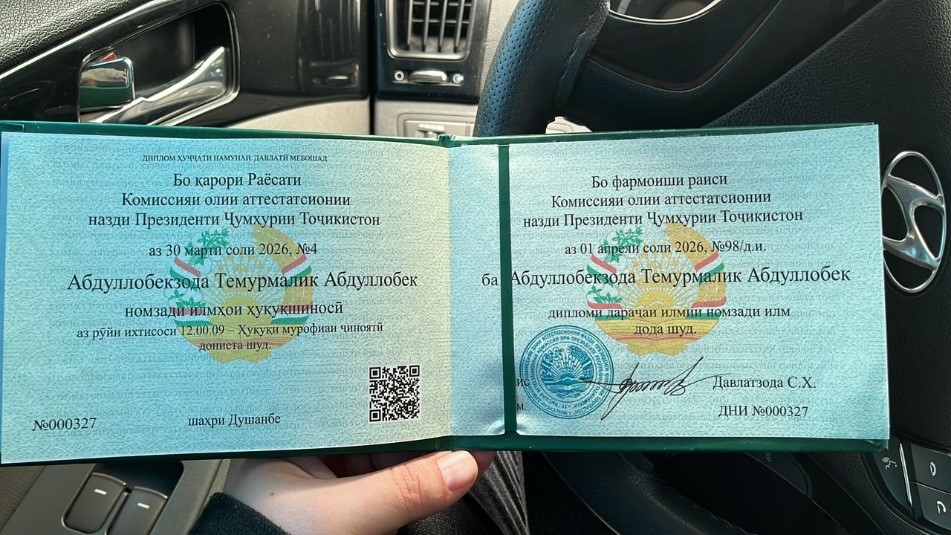 ДИПЛОМ ҲУҶҶАТИ НАМУНАИ ДАВЛАТӢ МЕБОШАД
Бо қарори Раёсати
Комиссияи олии аттестатсионии
назди Президенти Ҷумҳурии Тоҷикистон
аз 30 марти соли 2026, №4
Абдуллобекзода Темурмалик Абдуллобек
номзади илмҳои ҳуқуқшиносӣ
аз рӯйи ихтисоси 12.00.09 – Ҳуқуқи мурофиаи ҷиноятӣ
дониста шуд.
№000327
шаҳри Душанбе
Бо фармоиши раиси
Комиссияи олии аттестатсионии
назди Президенти Ҷумҳурии Тоҷикистон
аз 01 апрели соли 2026, №98/д.и.
ба Абдуллобекзода Темурмалик Абдуллобек
дипломи дараҷаи илмии номзади илм
дода шуд.
Давлатзода С.Х.
ДНИ №000327